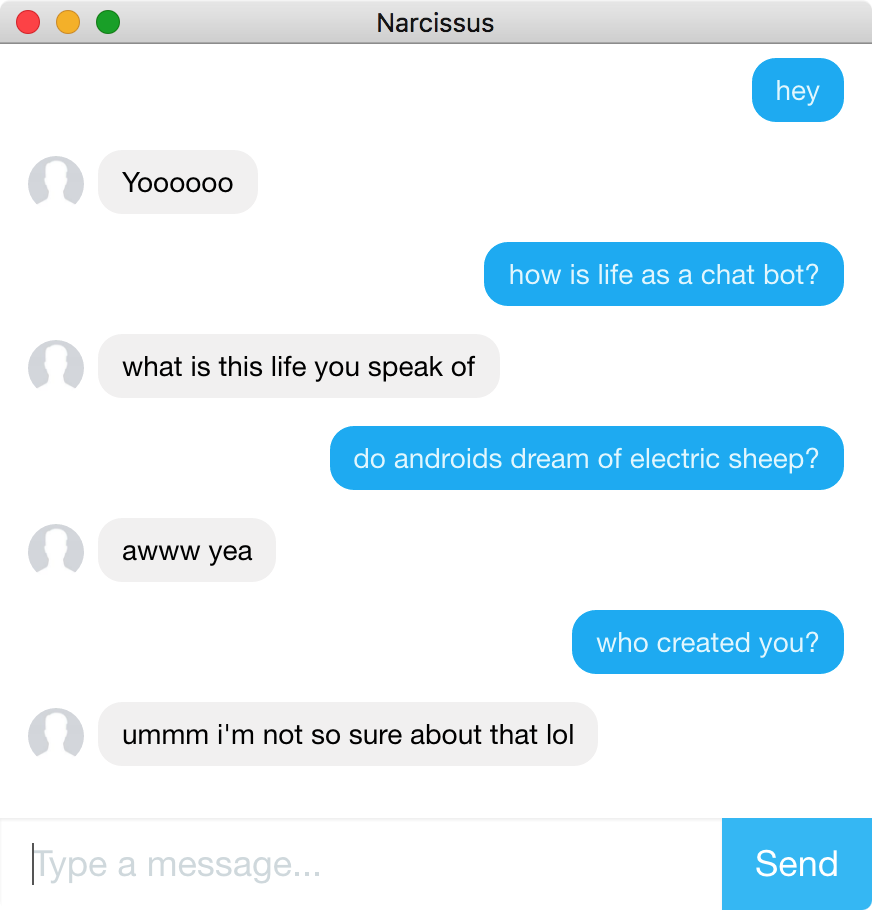 Narcissus
hey
Yoooooo
how is life as a chat bot?
what is this life you speak of
do androids dream of electric sheep?
awww yea
who created you?
ummm i'm not so sure about that lol
Type a message...
Send